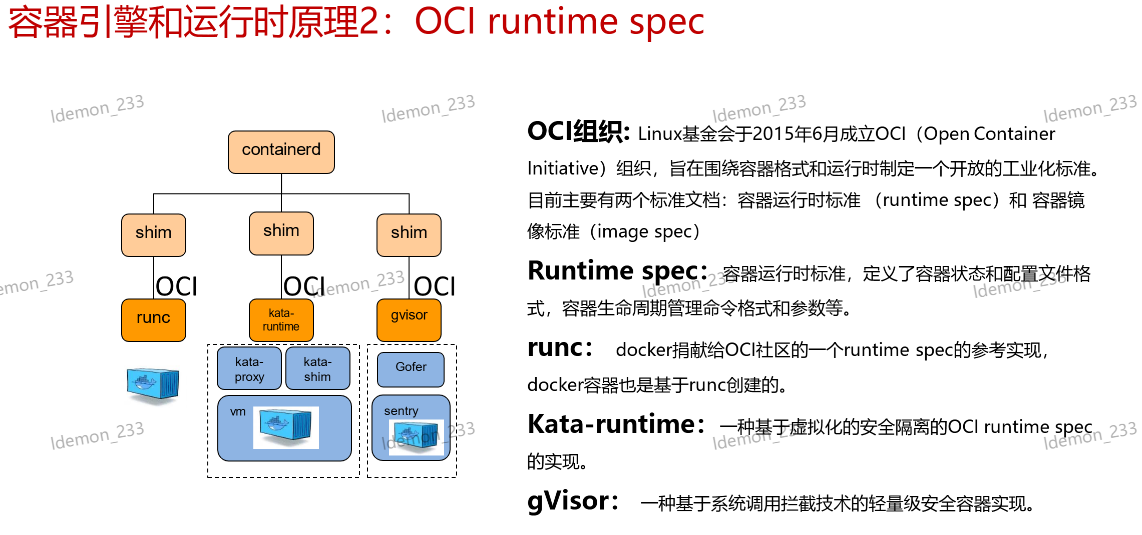 容器引擎和运行时原理2：OCI runtime spec
ldemon_233
ldemon_233
ldemon_233
ldemon_233
containerd
shim
shim
shim
OCI
OCI
OCI
runc
kata-
runtime
gvisor
kata-
proxy
kata-
shim
Gofer
vm
sentry
OCI组织: Linux基金会于2015年6月成立OCI（Open Container
Initiative）组织，旨在围绕容器格式和运行时制定一个开放的工业化标准。
目前主要有两个标准文档：容器运行时标准 （runtime spec）和 容器镜
像标准（image spec）
ldemon_233
ldemon_233
ldemon_233
ldemon_233
Runtime spec： 容器运行时标准，定义了容器状态和配置文件格
式，容器生命周期管理命令格式和参数等。
runc： docker捐献给OCI社区的一个runtime spec的参考实现，
docker容器也是基于runc创建的。
Kata-runtime：一种基于虚拟化的安全隔离的OCI runtime spec
的实现。
ldemon_233
ldemon_233
ldemon_233
ldemon_233
gVisor： 一种基于系统调用拦截技术的轻量级安全容器实现。